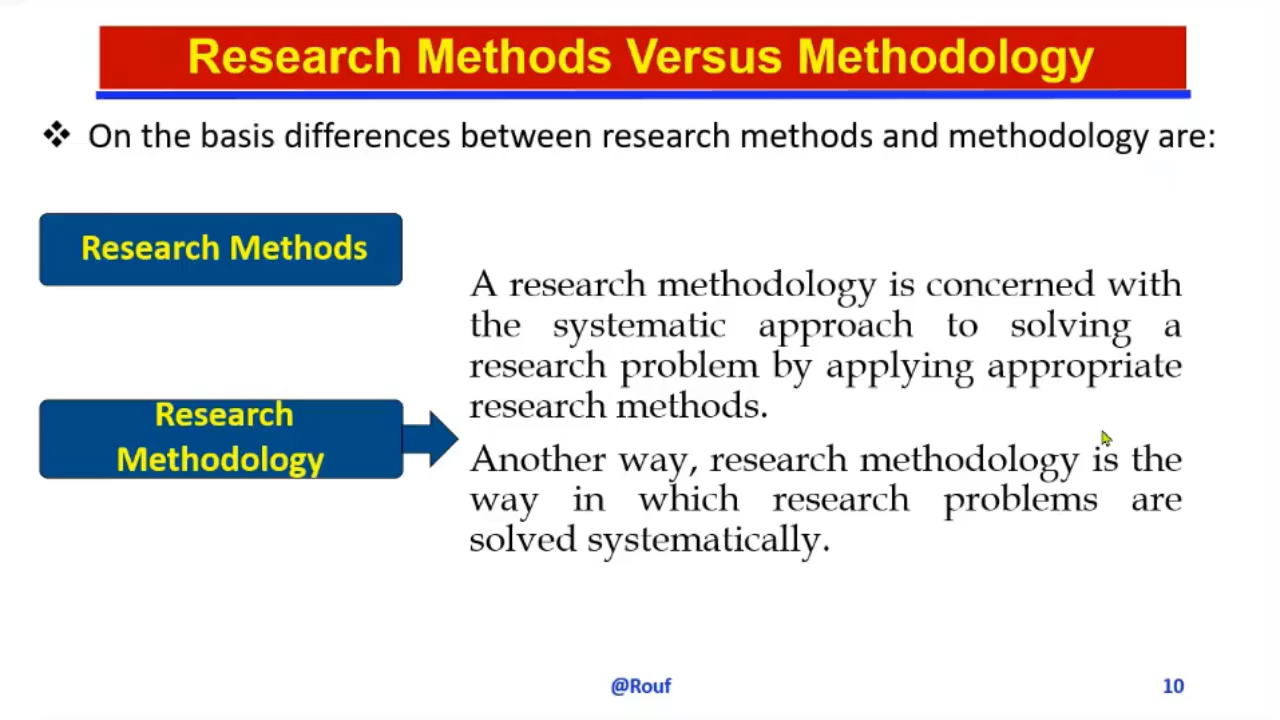 Research Methods Versus Methodology
❖ On the basis differences between research methods and methodology are:
Research Methods
Research
Methodology
A research methodology is concerned with
the systematic approach to solving a
research problem by applying appropriate
research methods.
Another way, research methodology is the
way in which research problems are
solved systematically.
@Rouf
10